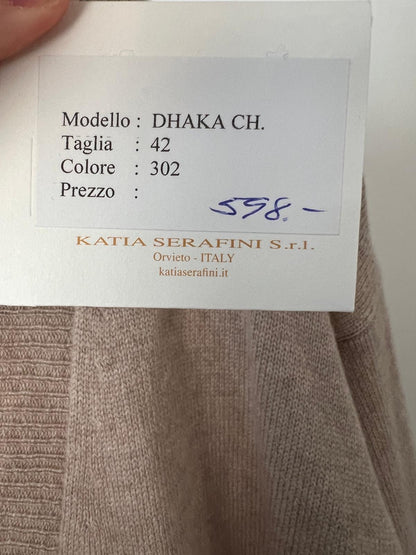 Modello : DHAKA CH.
Taglia : 42
Colore : 302
Prezzo :
598.-
KATIA SERAFINI S.r.l.
Orvieto - ITALY
katiaserafini.it